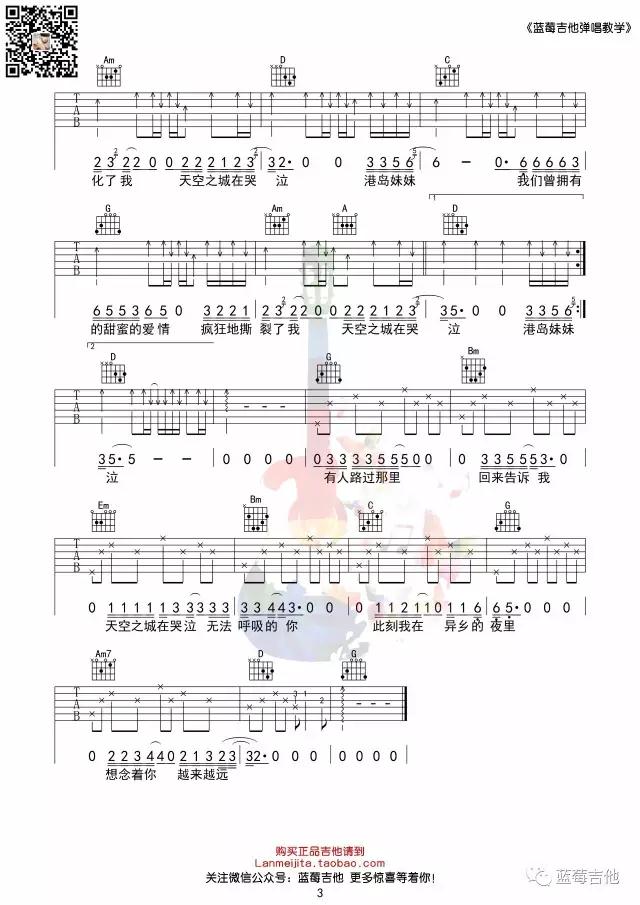 《蓝莓吉他弹唱教学》
Am D C
T A B
2 3 2 2 0 0 2 2 2 1 2 3 3 2· 0 0 3 3 5 6 6 — 0· 6 6 6 6 6 3
化了我 天空之城在哭 泣 港岛妹妹 我们曾拥有
1
G Am A D
T A B
6 5 5 3 6 5 0 3 2 2 1 2 3 2 2 0 0 2 2 2 1 2 3 3 5· 0 0 3 3 5 6
的甜蜜的爱情 疯狂地撕 裂了我 天空之城在哭 泣 港岛妹妹
2
D G Bm
T A B
3 5· 5 — — 0 0 0 0 0 3 3 3 3 5 5 5 0 0 0 3 3 5 5 5 3· 0
泣 有人路过那里 回来告诉我
Em Bm C G
T A B
0 1 1 1 1 1 3 3 3 3 3 3 4 4 3· 0 0 0 1 1 2 1 1 0 1 1 6 6 5· 0 0 0
天空之城在哭泣 无法 呼吸的 你 此刻我在 异乡的 夜里
Am7 D G
T A B
3 1 2
0 2 2 3 4 4 0 2 1 3 2 2 3 3 2· 0 0 0 0 0 0 0
想念着你 越来越远
购买正品吉他请到
Lanmeijita.taobao.com
关注微信公众号：蓝莓吉他 更多惊喜等着你！
蓝莓吉他
3